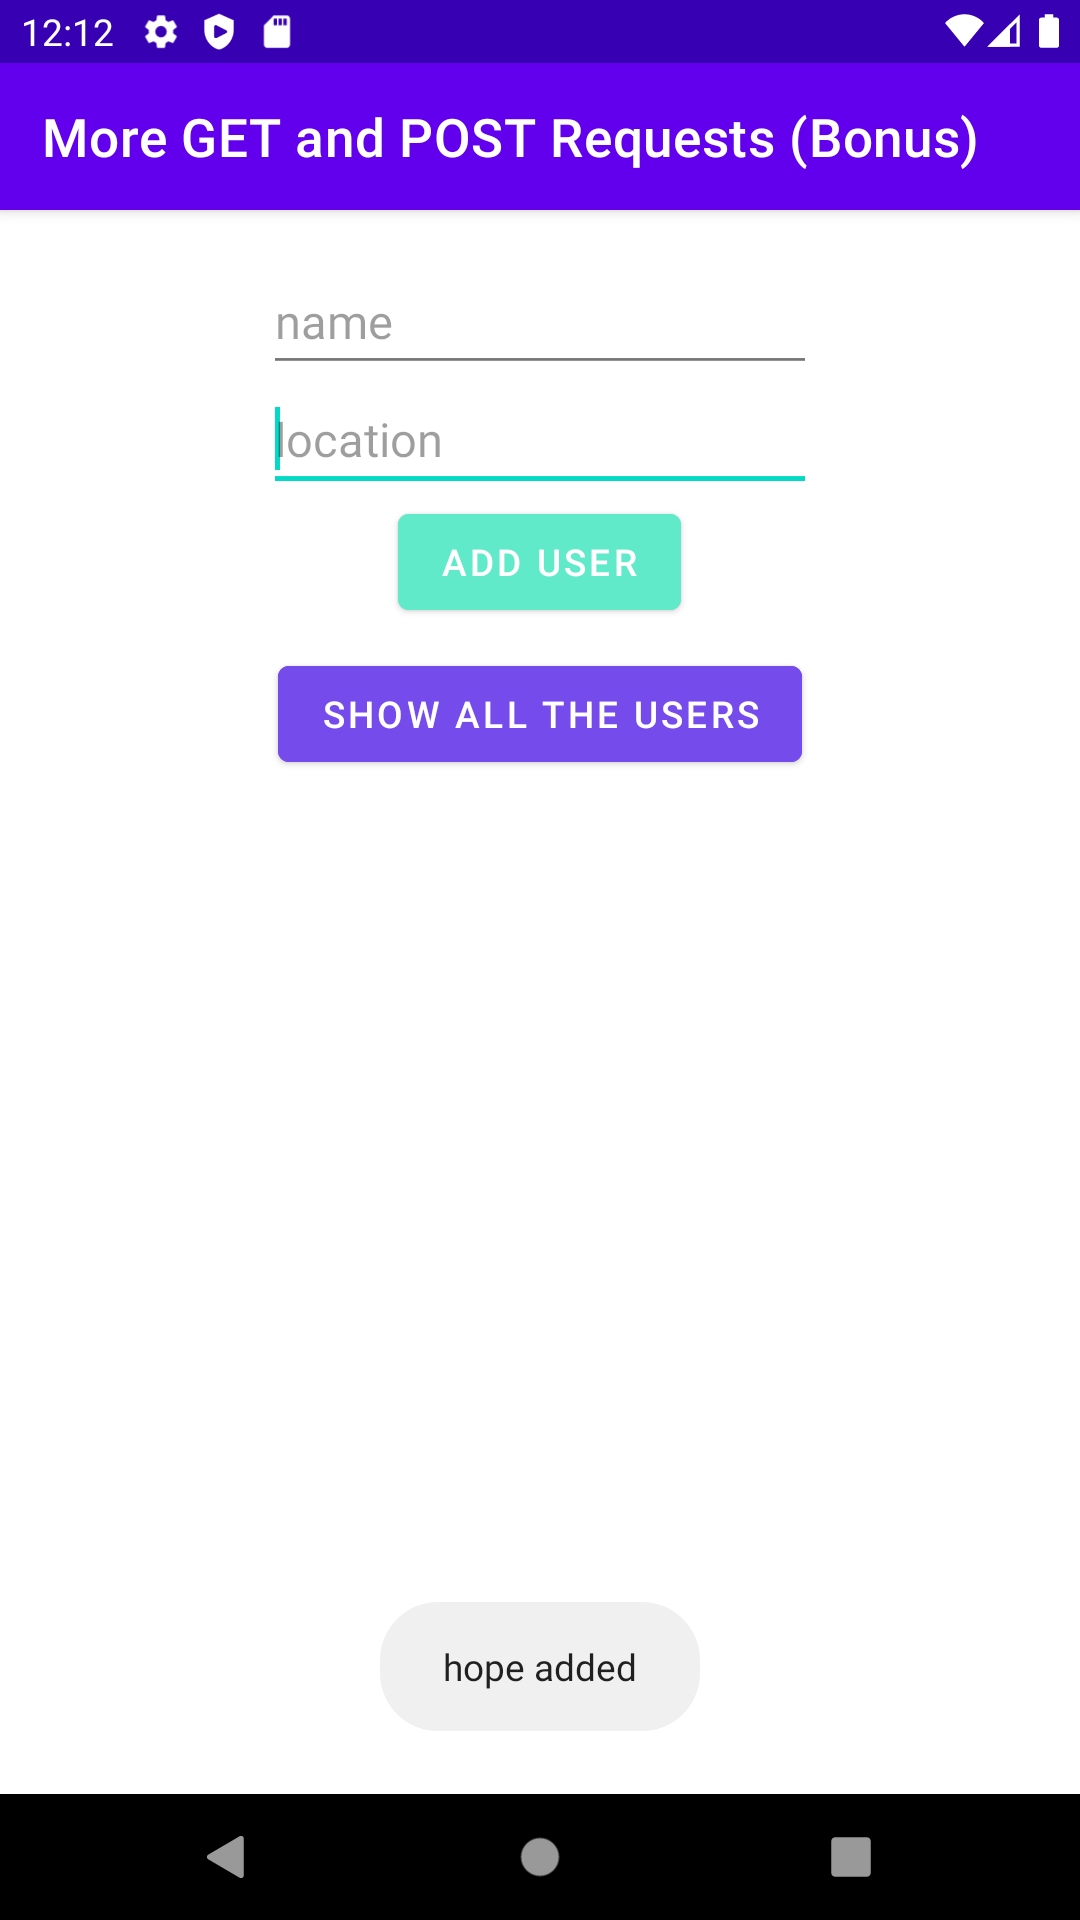 12:12
More GET and POST Requests (Bonus)
name
location
ADD USER
SHOW ALL THE USERS
hope added